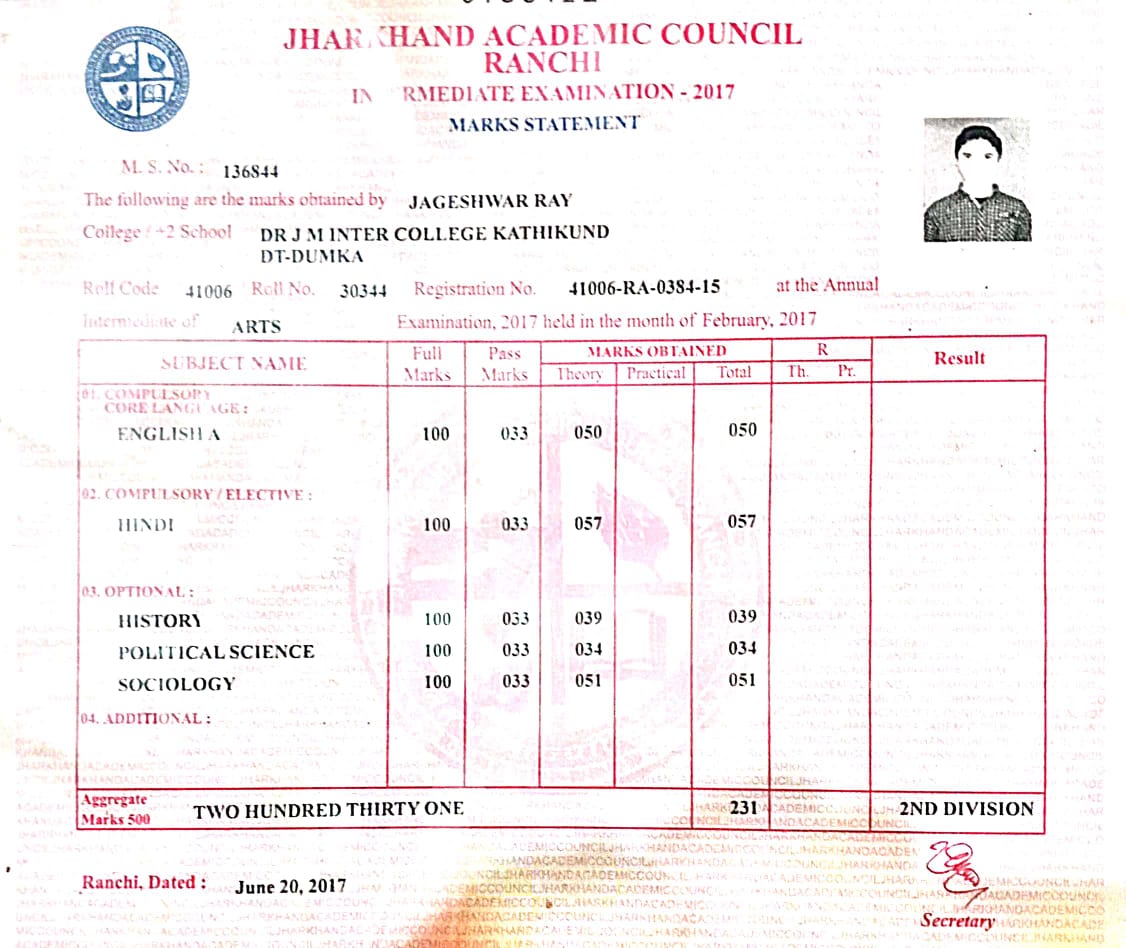 JHARKHAND ACADEMIC COUNCIL
RANCHI
INTERMEDIATE EXAMINATION - 2017
MARKS STATEMENT
M. S. No. : 136844
The following are the marks obtained by JAGESHWAR RAY
College / +2 School DR J M INTER COLLEGE KATHIKUND
DT-DUMKA
Roll Code 41006 Roll No. 30344 Registration No. 41006-RA-0384-15 at the Annual
Intermediate of ARTS Examination, 2017 held in the month of February, 2017
SUBJECT NAME Full Marks Pass Marks MARKS OBTAINED R Result
Theory Practical Total Th. Pr.
01. COMPULSORY
CORE LANGUAGE :
ENGLISH A 100 033 050 050
02. COMPULSORY / ELECTIVE :
HINDI 100 033 057 057
03. OPTIONAL :
HISTORY 100 033 039 039
POLITICAL SCIENCE 100 033 034 034
SOCIOLOGY 100 033 051 051
04. ADDITIONAL :
Aggregate Marks 500 TWO HUNDRED THIRTY ONE 231 2ND DIVISION
Ranchi, Dated : June 20, 2017
Secretary